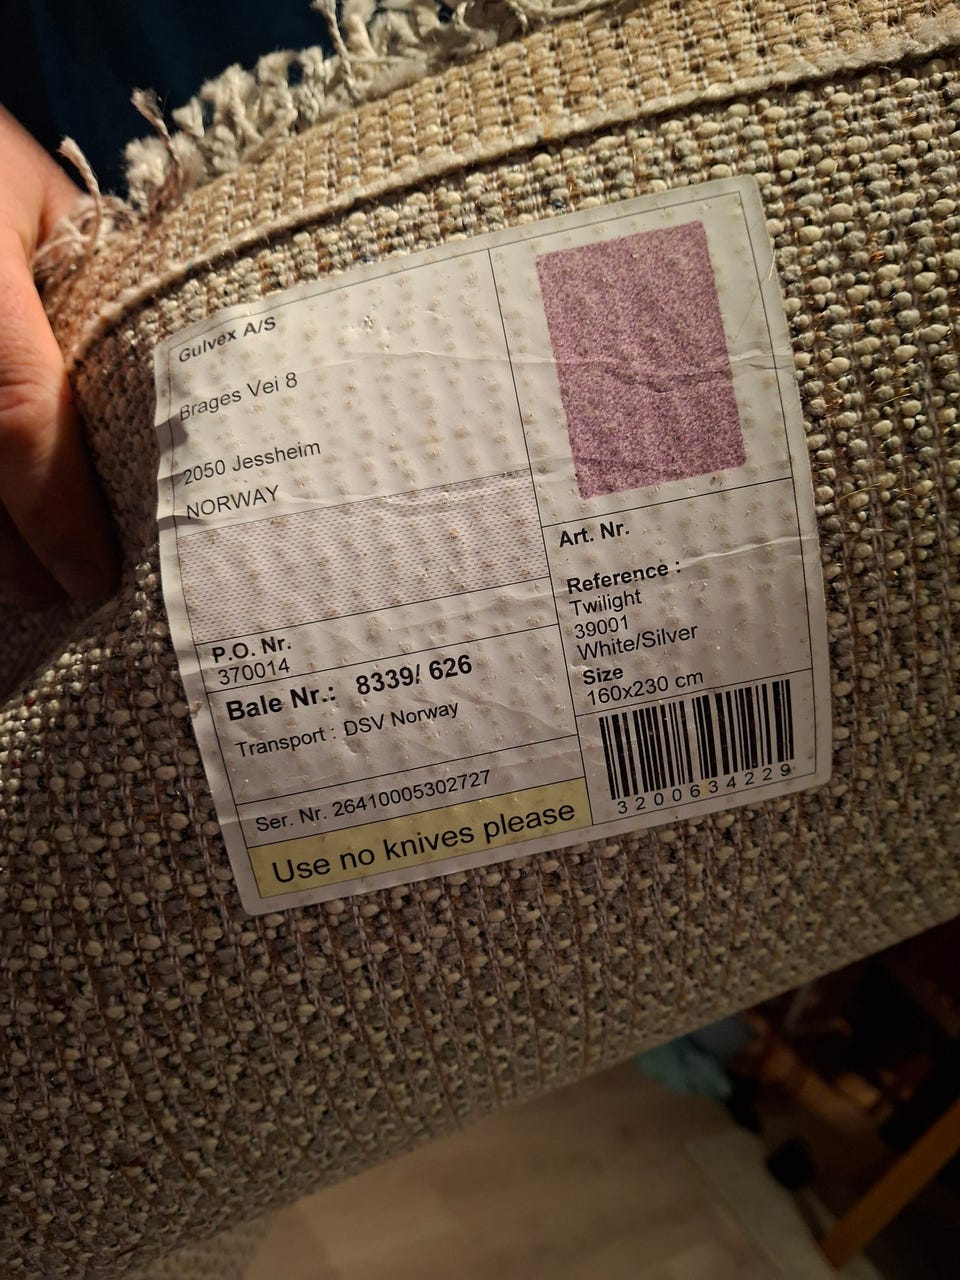 Gulvex A/S
Brages Vei 8
2050 Jessheim
NORWAY
P.O. Nr.
370014
Bale Nr.: 8339/ 626
Transport : DSV Norway
Ser. Nr. 26410005302727
Use no knives please
Art. Nr.
Reference :
Twilight
39001
White/Silver
Size
160x230 cm
3200634229